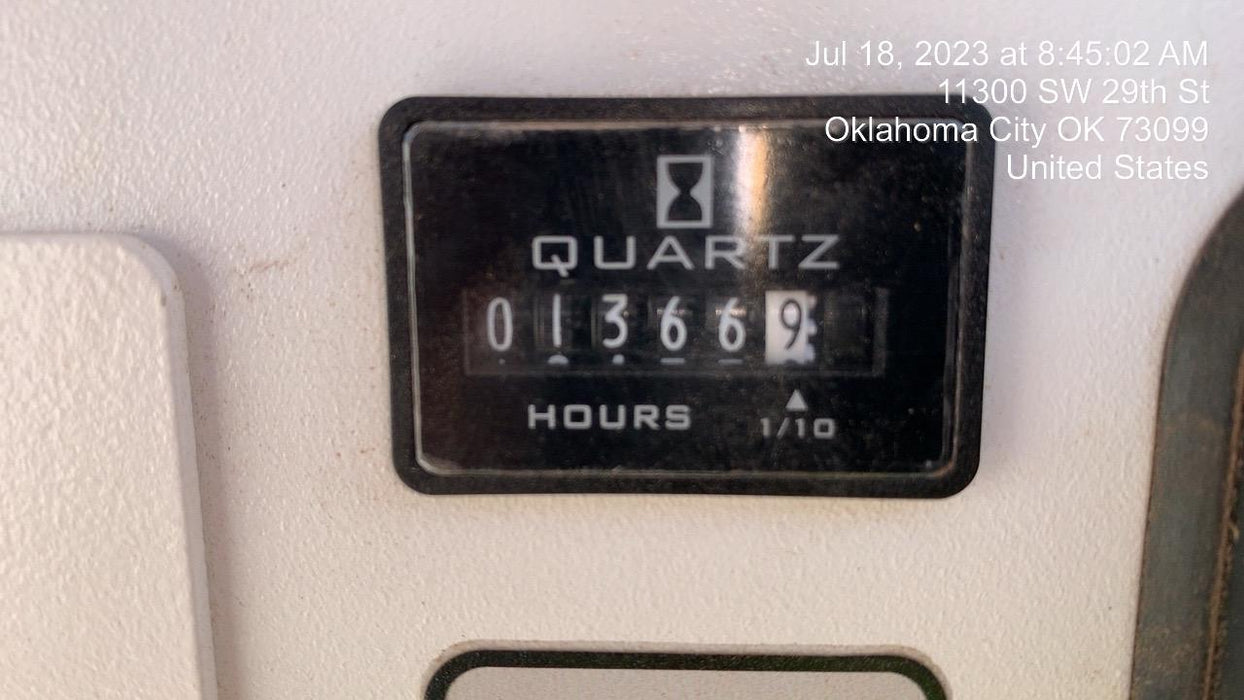 Jul 18, 2023 at 8:45:02 AM
11300 SW 29th St
Oklahoma City OK 73099
United States
QUARTZ
013669
HOURS
1/10